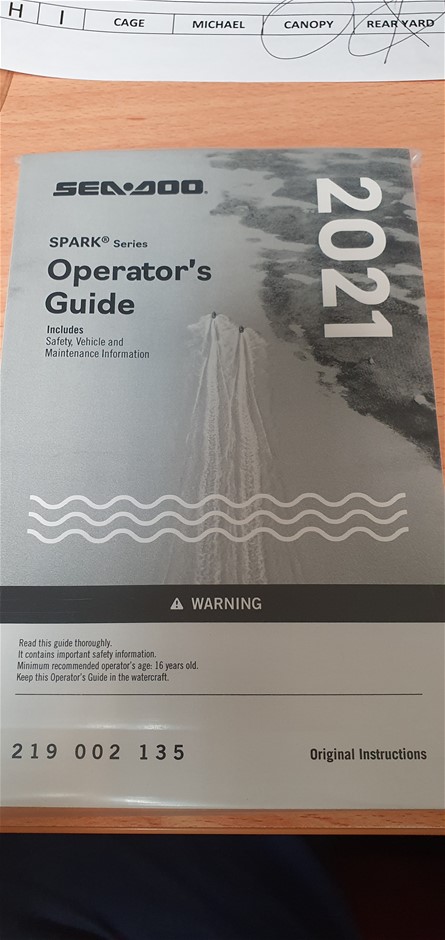 H I CAGE MICHAEL CANOPY REAR YARD
SEA-DOO®
2021
SPARK® Series
Operator's
Guide
Includes
Safety, Vehicle and
Maintenance Information
⚠ WARNING
Read this guide thoroughly.
It contains important safety information.
Minimum recommended operator's age: 16 years old.
Keep this Operator's Guide in the watercraft.
219 002 135
Original Instructions